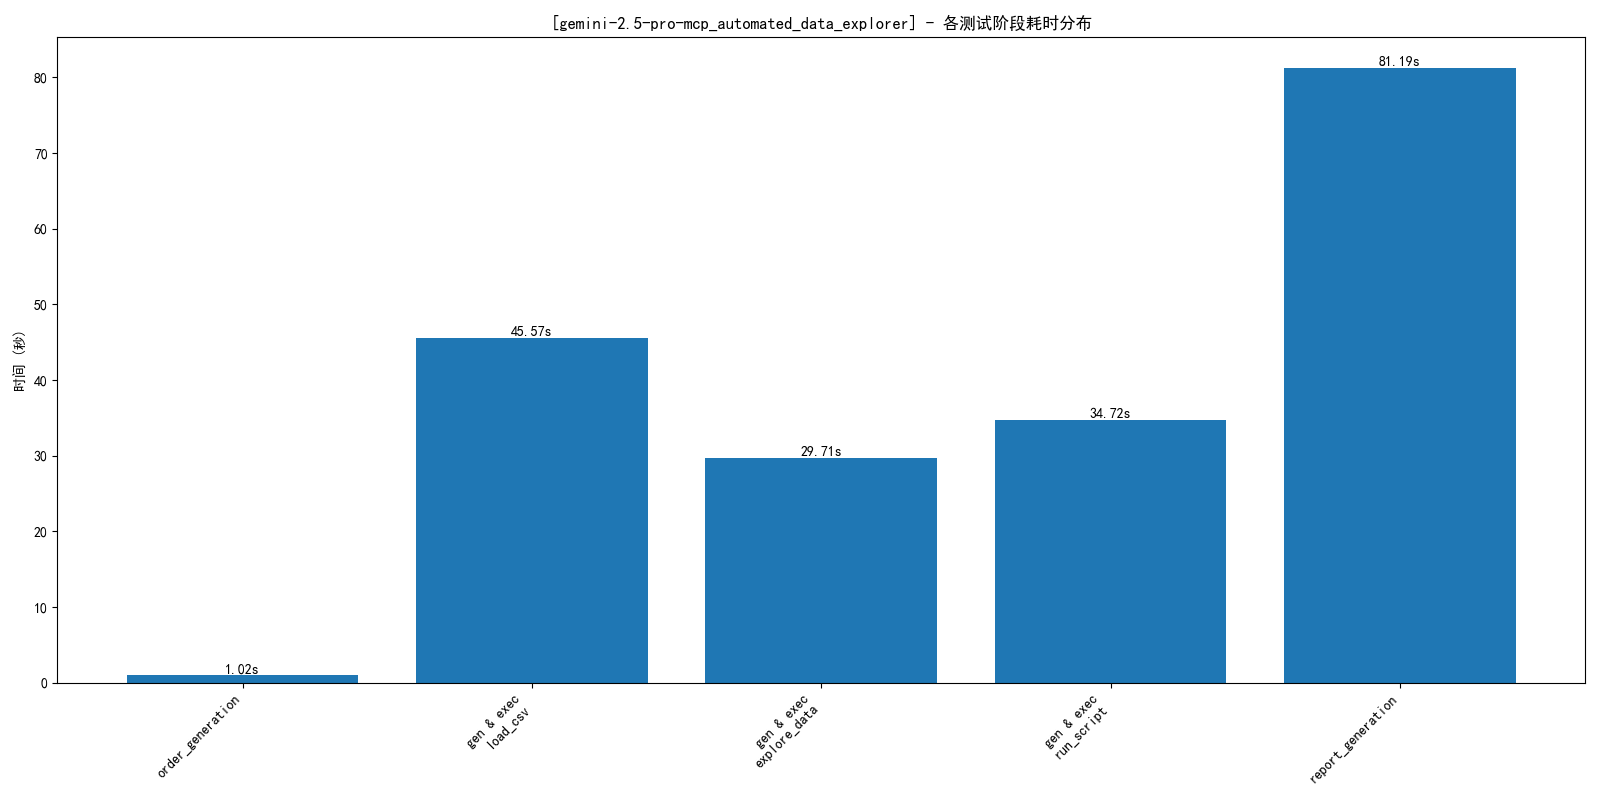 [gemini-2.5-pro-mcp_automated_data_explorer] - 各测试阶段耗时分布
时间 (秒)
80
70
60
50
40
30
20
10
0
1.02s
45.57s
29.71s
34.72s
81.19s
order_generation
gen & exec
load_csv
gen & exec
explore_data
gen & exec
run_script
report_generation